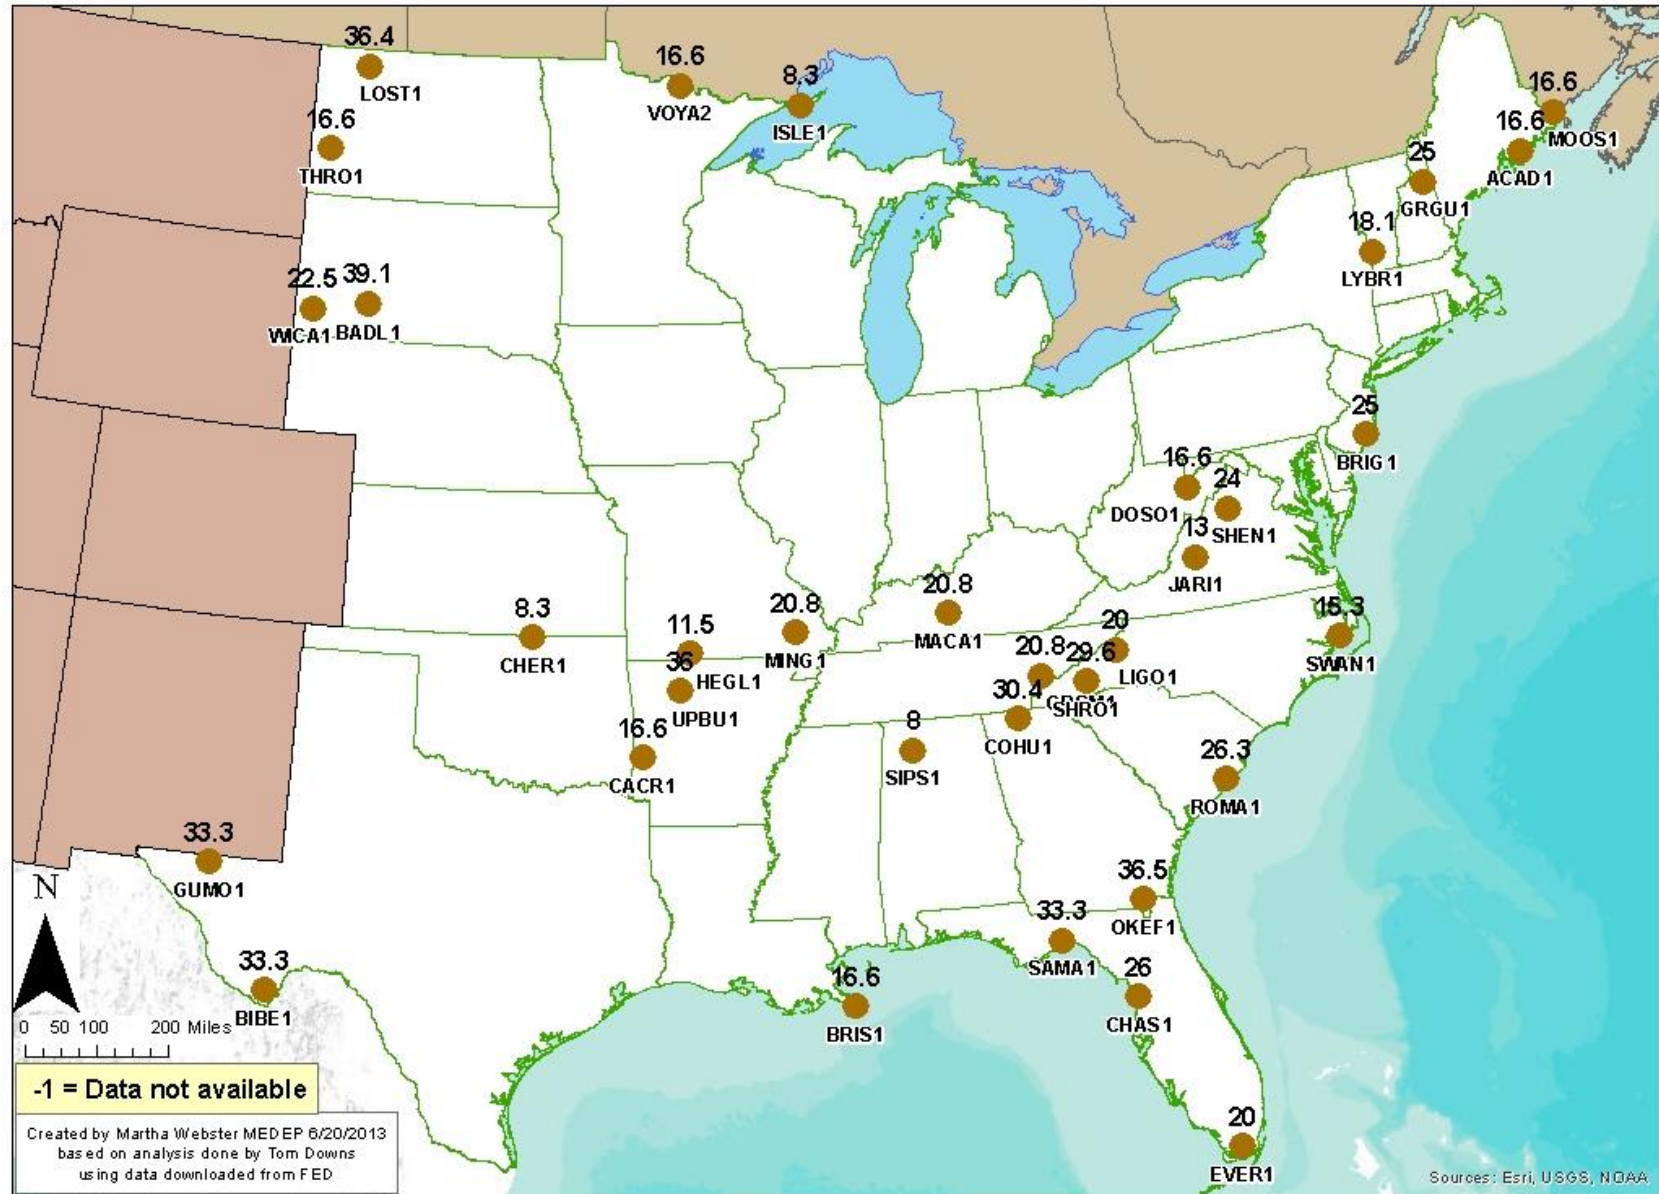 36.4
LOST1
16.6
VOYA2
8.3
ISLE1
16.6
MOOS1
16.6
ACAD1
16.6
THRO1
25
GRGU1
18.1
LYBR1
22.5
WICA1
39.1
BADL1
25
BRIG1
16.6
DOSO1
24
SHEN1
13
JARI1
20.8
MACA1
20.8
MING1
8.3
CHER1
11.5
HEGL1
36
UPBU1
20
LIGO1
20.8
GRSM1
29.6
SHRO1
15.3
SWAN1
30.4
COHU1
16.6
CACR1
8
SIPS1
26.3
ROMA1
33.3
GUMO1
36.5
OKEF1
33.3
SAMA1
26
CHAS1
33.3
BIBE1
16.6
BRIS1
20
EVER1
N
0 50 100 200 Miles
-1 = Data not available
Created by Martha Webster MEDEP 6/20/2013
based on analysis done by Tom Downs
using data downloaded from FED
Sources: Esri, USGS, NOAA